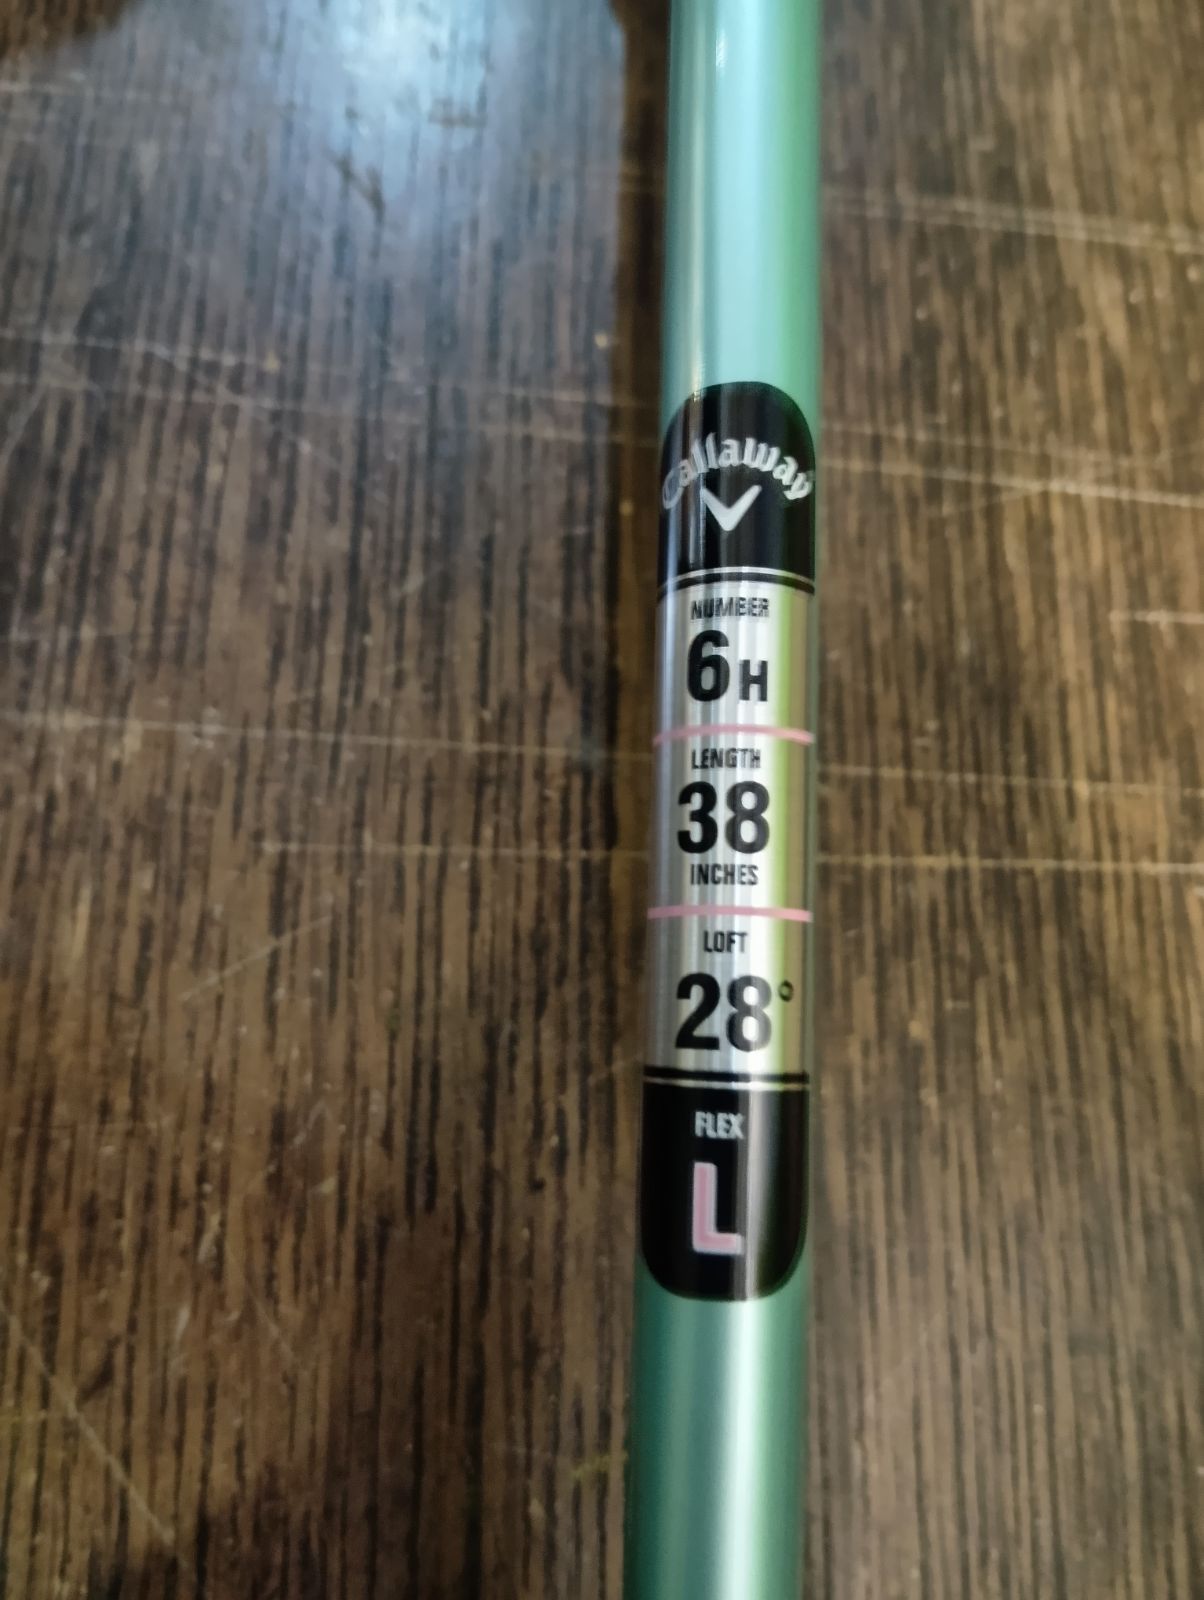 Callaway
NUMBER
6H
LENGTH
38
INCHES
LOFT
28°
FLEX
L